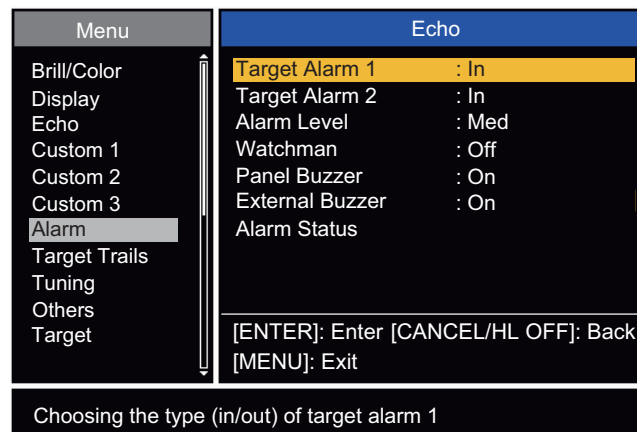 Menu
Brill/Color
Display
Echo
Custom 1
Custom 2
Custom 3
Alarm
Target Trails
Tuning
Others
Target
Echo
Target Alarm 1 : In
Target Alarm 2 : In
Alarm Level : Med
Watchman : Off
Panel Buzzer : On
External Buzzer : On
Alarm Status
[ENTER]: Enter [CANCEL/HL OFF]: Back
[MENU]: Exit
Choosing the type (in/out) of target alarm 1